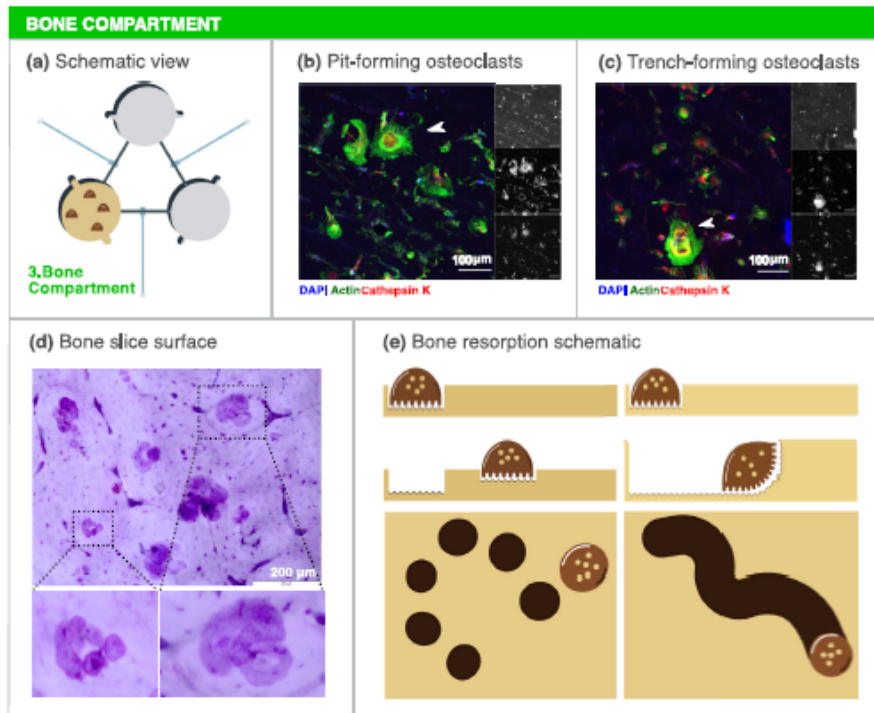 BONE COMPARTMENT
(a) Schematic view
3.Bone
Compartment
(b) Pit-forming osteoclasts
100µm
DAPI ActinCathepsin K
(c) Trench-forming osteoclasts
100µm
DAPI ActinCathepsin K
(d) Bone slice surface
200 µm
(e) Bone resorption schematic